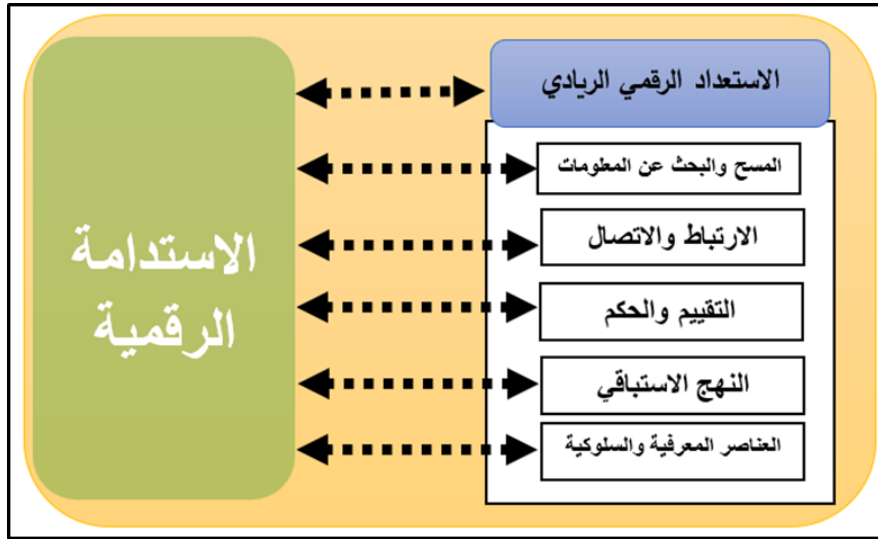 الاستعداد الرقمي الريادي
المسح والبحث عن المعلومات
الارتباط والاتصال
التقييم والحكم
النهج الاستباقي
العناصر المعرفية والسلوكية
الاستدامة
الرقمية